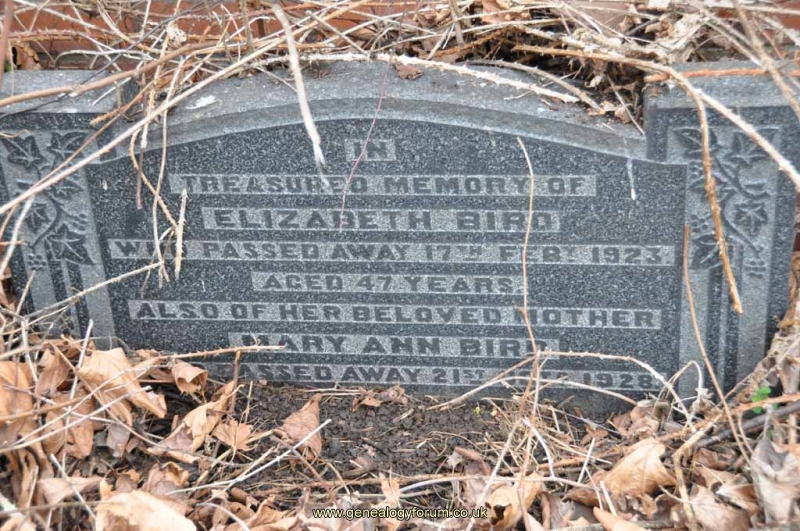 IN
TREASURED MEMORY OF
ELIZABETH BIRD
WHO PASSED AWAY 17TH FEBY. 1923.
AGED 47 YEARS.
ALSO OF HER BELOVED MOTHER
MARY ANN BIRD
PASSED AWAY 21ST 1928.
www.genealogyforum.co.uk